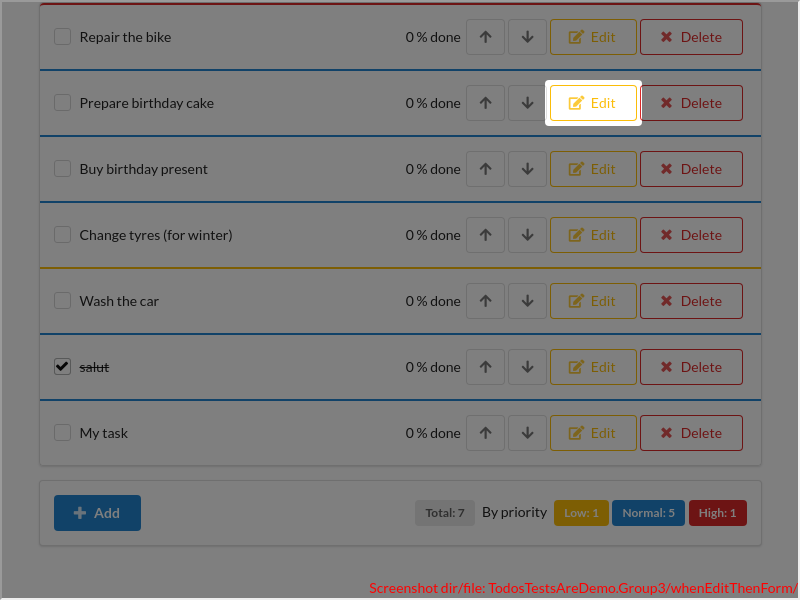 Repair the bike 0 % done Edit Delete
Prepare birthday cake 0 % done Edit Delete
Buy birthday present 0 % done Edit Delete
Change tyres (for winter) 0 % done Edit Delete
Wash the car 0 % done Edit Delete
salut 0 % done Edit Delete
My task 0 % done Edit Delete
Add Total: 7 By priority Low: 1 Normal: 5 High: 1
Screenshot dir/file: TodosTestsAreDemo.Group3/whenEditThenForm/